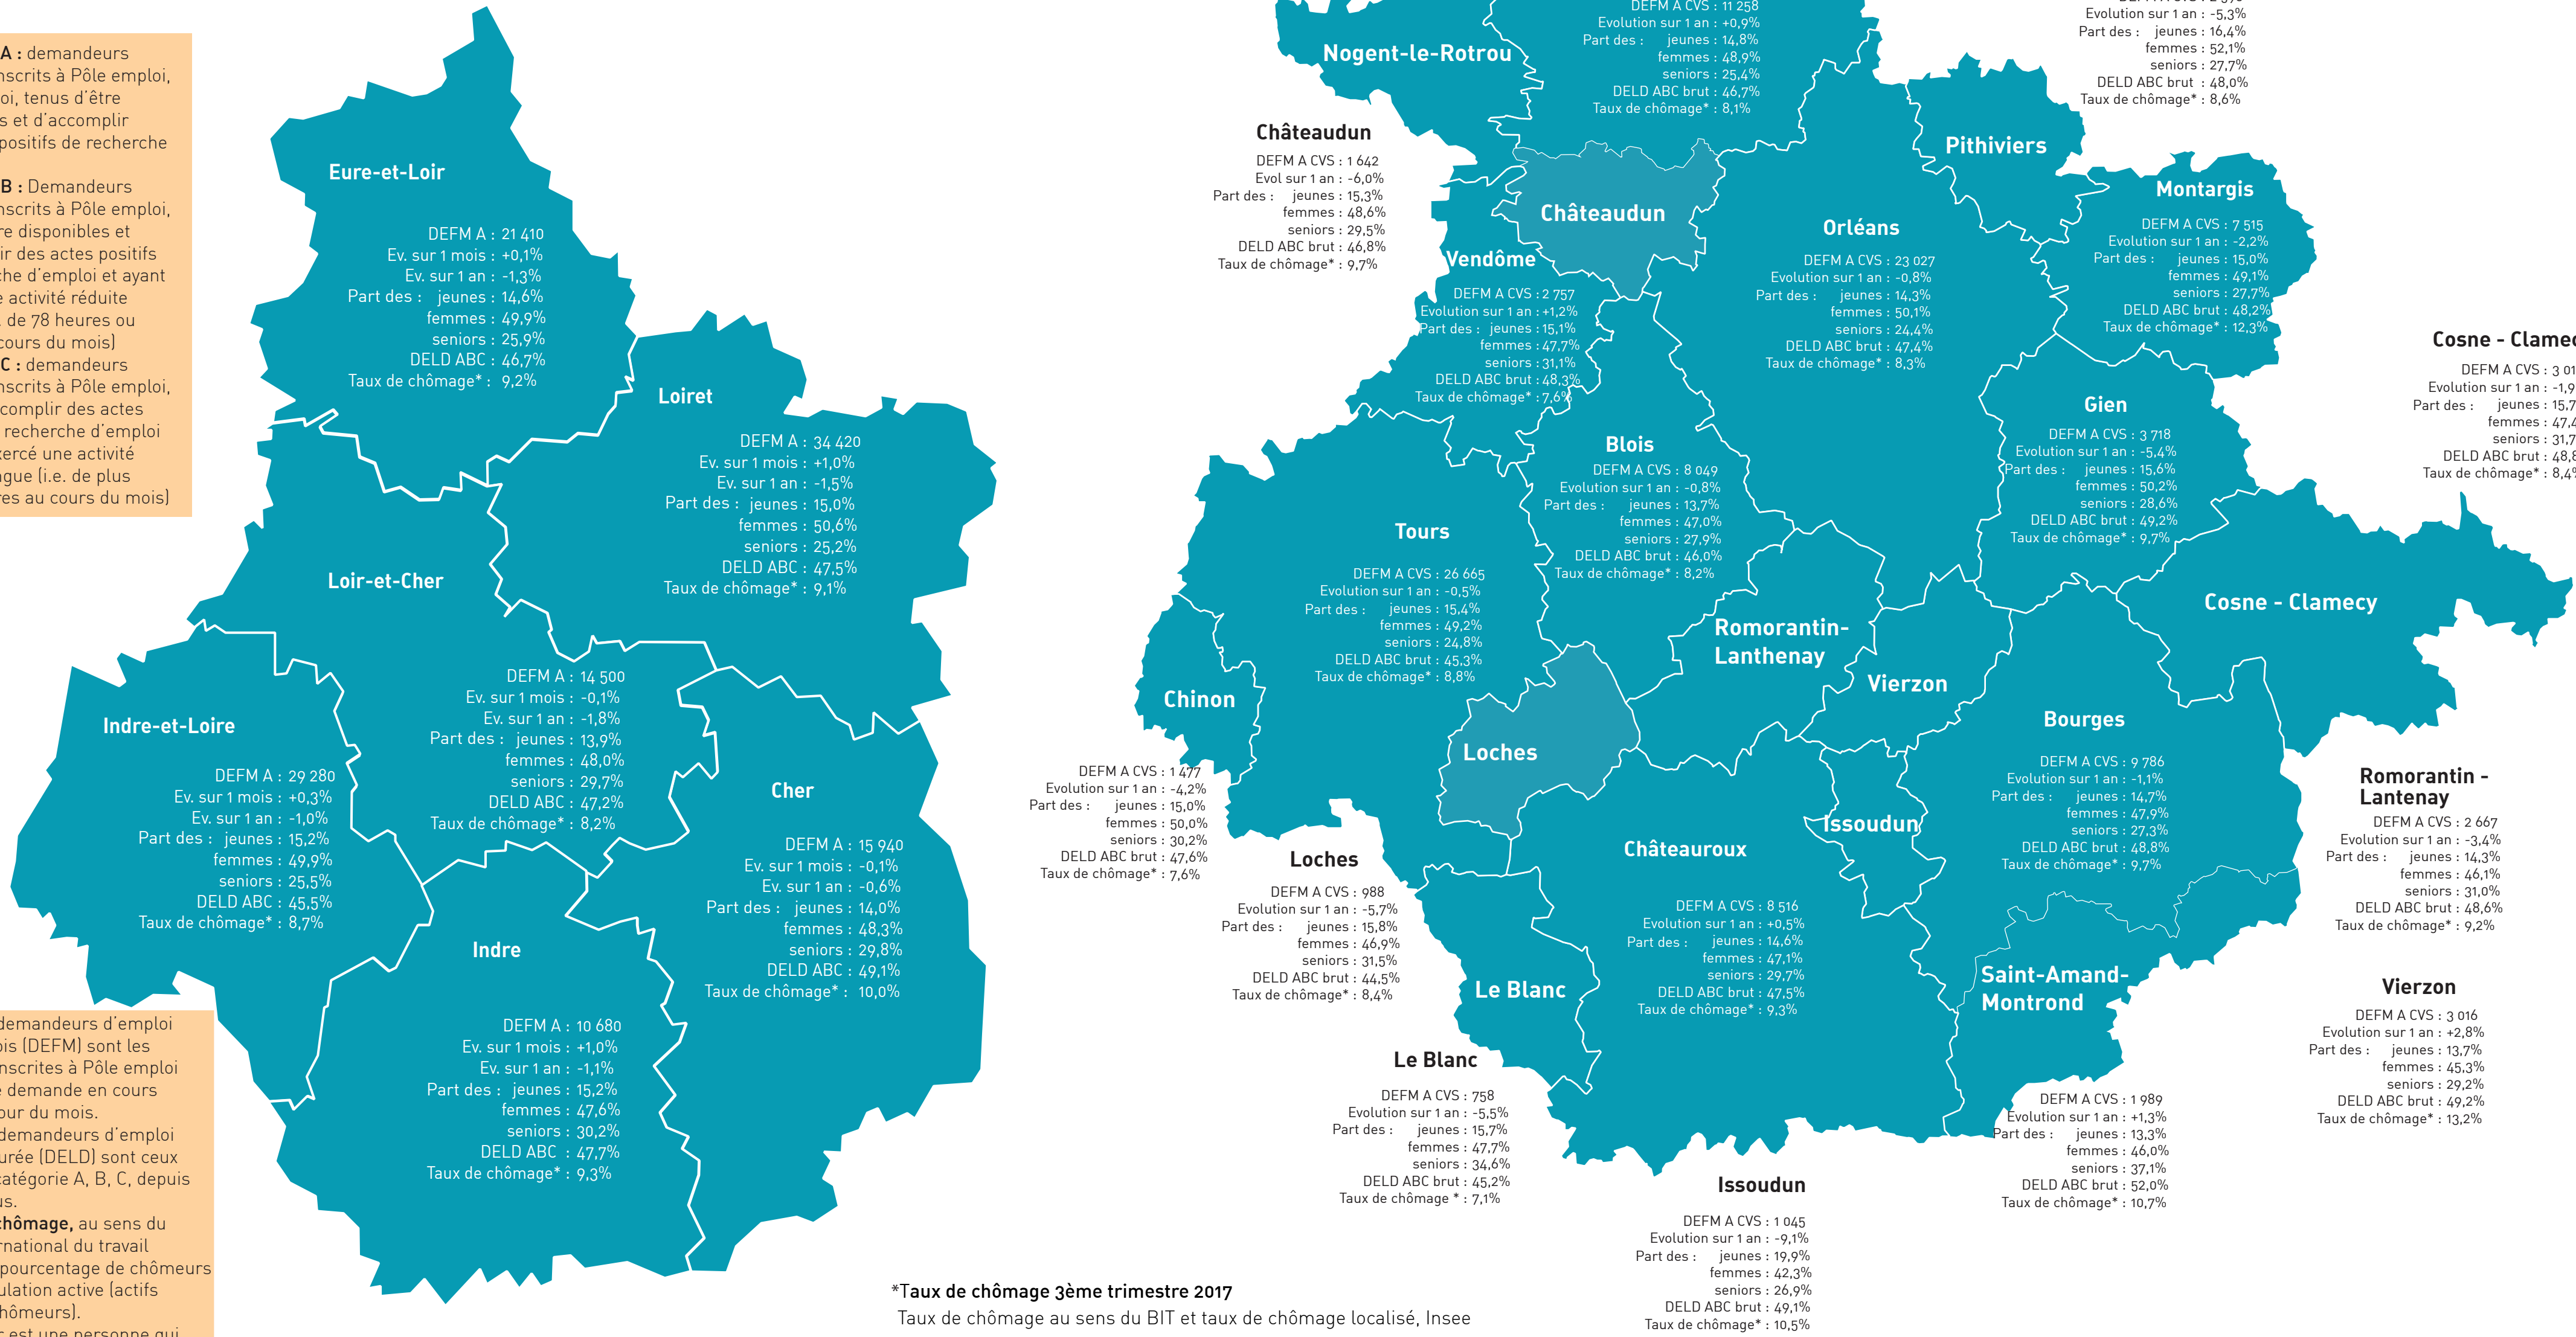 A : demandeurs
nscrits à Pôle emploi,
oi, tenus d'être
s et d'accomplir
positifs de recherche
B : Demandeurs
nscrits à Pôle emploi,
re disponibles et
ir des actes positifs
che d'emploi et ayant
e activité réduite
. de 78 heures ou
cours du mois)
C : demandeurs
nscrits à Pôle emploi,
complir des actes
recherche d'emploi
xercé une activité
gue (i.e. de plus
res au cours du mois)
demandeurs d'emploi
ois (DEFM) sont les
nscrites à Pôle emploi
e demande en cours
our du mois.
demandeurs d'emploi
urée (DELD) sont ceux
catégorie A, B, C, depuis
us.
chômage, au sens du
rnational du travail
pourcentage de chômeurs
ulation active (actifs
hômeurs).
r est une personne qui
Eure-et-Loir
DEFM A : 21 410
Ev. sur 1 mois : +0,1%
Ev. sur 1 an : -1,3%
Part des : jeunes : 14,6%
femmes : 49,9%
seniors : 25,9%
DELD ABC : 46,7%
Taux de chômage* : 9,2%
Loiret
DEFM A : 34 420
Ev. sur 1 mois : +1,0%
Ev. sur 1 an : -1,5%
Part des : jeunes : 15,0%
femmes : 50,6%
seniors : 25,2%
DELD ABC : 47,5%
Taux de chômage* : 9,1%
Loir-et-Cher
DEFM A : 14 500
Ev. sur 1 mois : -0,1%
Ev. sur 1 an : -1,8%
Part des : jeunes : 13,9%
femmes : 48,0%
seniors : 29,7%
DELD ABC : 47,2%
Taux de chômage* : 8,2%
Indre-et-Loire
DEFM A : 29 280
Ev. sur 1 mois : +0,3%
Ev. sur 1 an : -1,0%
Part des : jeunes : 15,2%
femmes : 49,9%
seniors : 25,5%
DELD ABC : 45,5%
Taux de chômage* : 8,7%
Cher
DEFM A : 15 940
Ev. sur 1 mois : -0,1%
Ev. sur 1 an : -0,6%
Part des : jeunes : 14,0%
femmes : 48,3%
seniors : 29,8%
DELD ABC : 49,1%
Taux de chômage* : 10,0%
Indre
DEFM A : 10 680
Ev. sur 1 mois : +1,0%
Ev. sur 1 an : -1,1%
Part des : jeunes : 15,2%
femmes : 47,6%
seniors : 30,2%
DELD ABC : 47,7%
Taux de chômage* : 9,3%
Nogent-le-Rotrou
DEFM A CVS : 11 258
Evolution sur 1 an : +0,9%
Part des : jeunes : 14,8%
femmes : 48,9%
seniors : 25,4%
DELD ABC brut : 46,7%
Taux de chômage* : 8,1%
Evolution sur 1 an : -5,3%
Part des : jeunes : 16,4%
femmes : 52,1%
seniors : 27,7%
DELD ABC brut : 48,0%
Taux de chômage* : 8,6%
Châteaudun
DEFM A CVS : 1 642
Evol sur 1 an : -6,0%
Part des : jeunes : 15,3%
femmes : 48,6%
seniors : 29,5%
DELD ABC brut : 46,8%
Taux de chômage* : 9,7%
Châteaudun
Pithiviers
Montargis
DEFM A CVS : 7 515
Evolution sur 1 an : -2,2%
Part des : jeunes : 15,0%
femmes : 49,1%
seniors : 27,7%
DELD ABC brut : 48,2%
Taux de chômage* : 12,3%
Orléans
DEFM A CVS : 23 027
Evolution sur 1 an : -0,8%
Part des : jeunes : 14,3%
femmes : 50,1%
seniors : 24,4%
DELD ABC brut : 47,4%
Taux de chômage* : 8,3%
Vendôme
DEFM A CVS : 2 757
Evolution sur 1 an : +1,2%
Part des : jeunes : 15,1%
femmes : 47,7%
seniors : 31,1%
DELD ABC brut : 48,3%
Taux de chômage* : 7,6%
Cosne - Clamec
DEFM A CVS : 3 01
Evolution sur 1 an : -1,9
Part des : jeunes : 15,7
femmes : 47,4
seniors : 31,7
DELD ABC brut : 48,8
Taux de chômage* : 8,4%
Gien
DEFM A CVS : 3 718
Evolution sur 1 an : -5,4%
Part des : jeunes : 15,6%
femmes : 50,2%
seniors : 28,6%
DELD ABC brut : 49,2%
Taux de chômage* : 9,7%
Blois
DEFM A CVS : 8 049
Evolution sur 1 an : -0,8%
Part des : jeunes : 13,7%
femmes : 47,0%
seniors : 27,9%
DELD ABC brut : 46,0%
Taux de chômage* : 8,2%
Tours
DEFM A CVS : 26 665
Evolution sur 1 an : -0,5%
Part des : jeunes : 15,4%
femmes : 49,2%
seniors : 24,8%
DELD ABC brut : 45,3%
Taux de chômage* : 8,8%
Cosne - Clamecy
Romorantin-
Lanthenay
Vierzon
Chinon
DEFM A CVS : 1 477
Evolution sur 1 an : -4,2%
Part des : jeunes : 15,0%
femmes : 50,0%
seniors : 30,2%
DELD ABC brut : 47,6%
Taux de chômage* : 7,6%
Loches
Bourges
DEFM A CVS : 9 786
Evolution sur 1 an : -1,1%
Part des : jeunes : 14,7%
femmes : 47,9%
seniors : 27,3%
DELD ABC brut : 48,8%
Taux de chômage* : 9,7%
Romorantin -
Lantenay
DEFM A CVS : 2 667
Evolution sur 1 an : -3,4%
Part des : jeunes : 14,3%
femmes : 46,1%
seniors : 31,0%
DELD ABC brut : 48,6%
Taux de chômage* : 9,2%
Issoudun
Châteauroux
DEFM A CVS : 8 516
Evolution sur 1 an : +0,5%
Part des : jeunes : 14,6%
femmes : 47,1%
seniors : 29,7%
DELD ABC brut : 47,5%
Taux de chômage* : 9,3%
Loches
DEFM A CVS : 988
Evolution sur 1 an : -5,7%
Part des : jeunes : 15,8%
femmes : 46,9%
seniors : 31,5%
DELD ABC brut : 44,5%
Taux de chômage* : 8,4%
Le Blanc
Saint-Amand-
Montrond
Vierzon
DEFM A CVS : 3 016
Evolution sur 1 an : +2,8%
Part des : jeunes : 13,7%
femmes : 45,3%
seniors : 29,2%
DELD ABC brut : 49,2%
Taux de chômage* : 13,2%
Le Blanc
DEFM A CVS : 758
Evolution sur 1 an : -5,5%
Part des : jeunes : 15,7%
femmes : 47,7%
seniors : 34,6%
DELD ABC brut : 45,2%
Taux de chômage * : 7,1%
DEFM A CVS : 1 989
Evolution sur 1 an : +1,3%
Part des : jeunes : 13,3%
femmes : 46,0%
seniors : 37,1%
DELD ABC brut : 52,0%
Taux de chômage* : 10,7%
Issoudun
DEFM A CVS : 1 045
Evolution sur 1 an : -9,1%
Part des : jeunes : 19,9%
femmes : 42,3%
seniors : 26,9%
DELD ABC brut : 49,1%
Taux de chômage* : 10,5%
*Taux de chômage 3ème trimestre 2017
Taux de chômage au sens du BIT et taux de chômage localisé, Insee